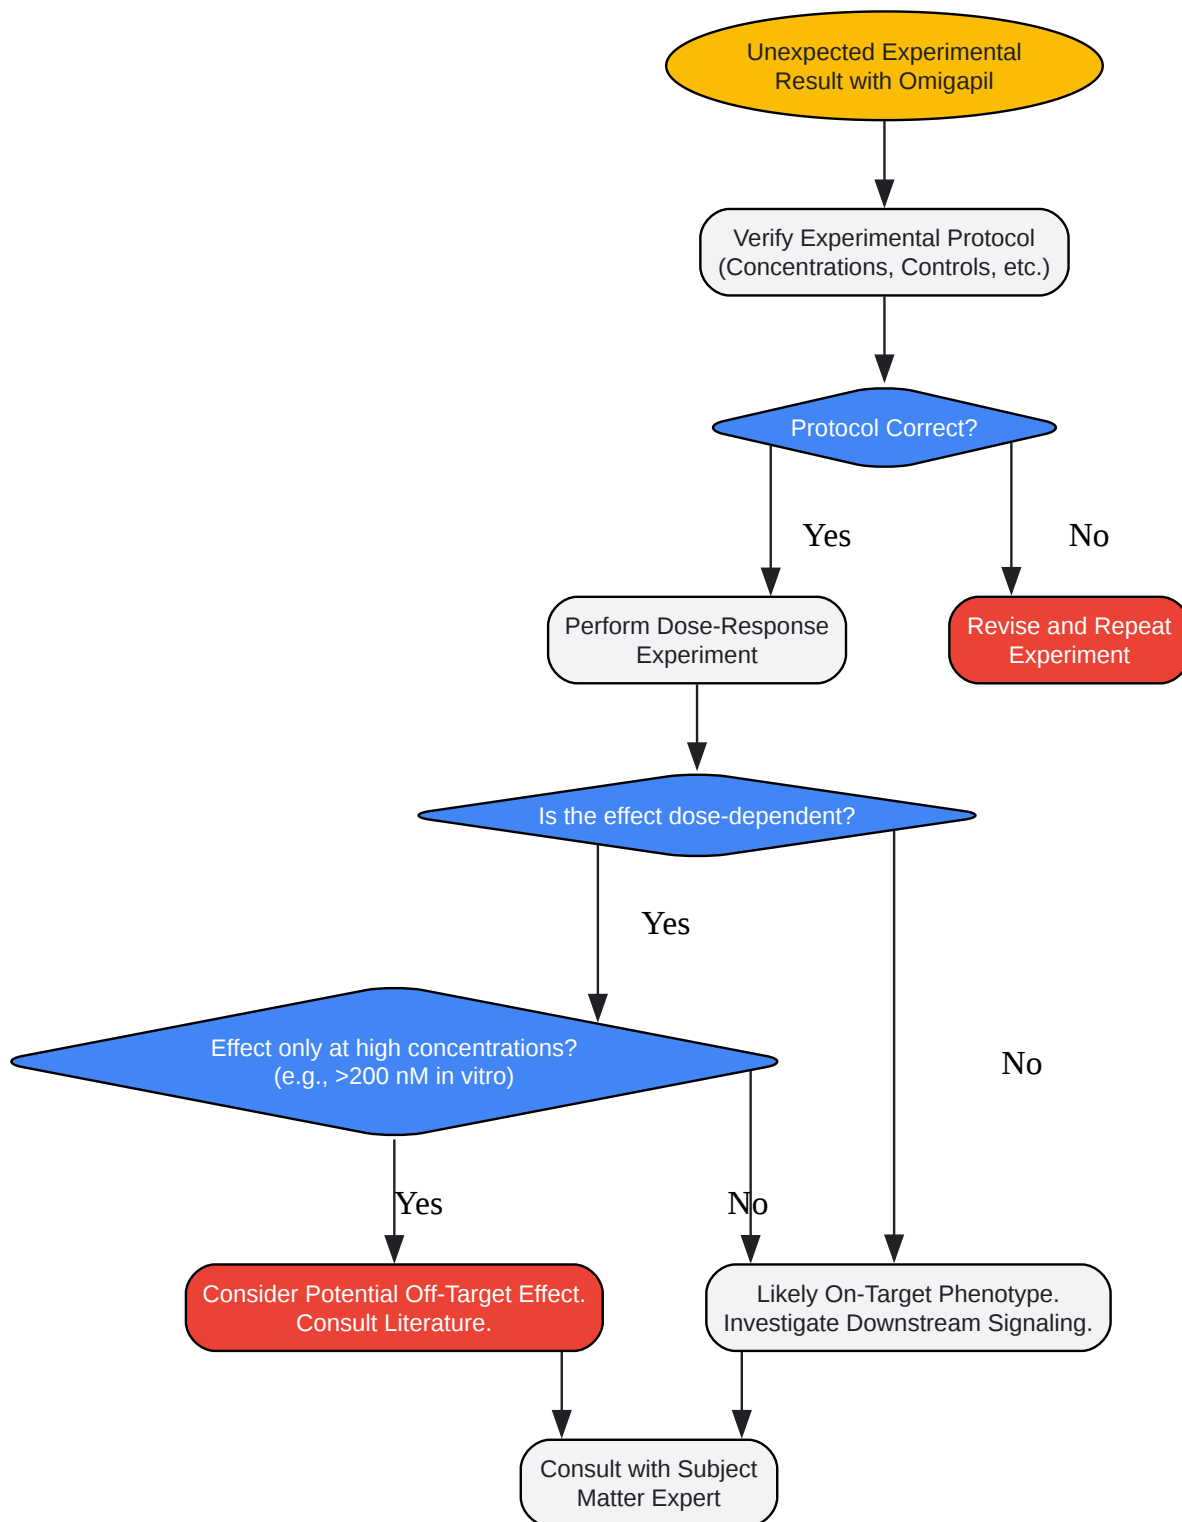 Unexpected Experimental
Result with Omigapil
Verify Experimental Protocol
(Concentrations, Controls, etc.)
Protocol Correct?
Yes
No
Perform Dose-Response
Experiment
Revise and Repeat
Experiment
Is the effect dose-dependent?
Yes
Effect only at high concentrations?
(e.g., >200 nM in vitro)
No
Yes
No
Consider Potential Off-Target Effect.
Consult Literature.
Likely On-Target Phenotype.
Investigate Downstream Signaling.
Consult with Subject
Matter Expert